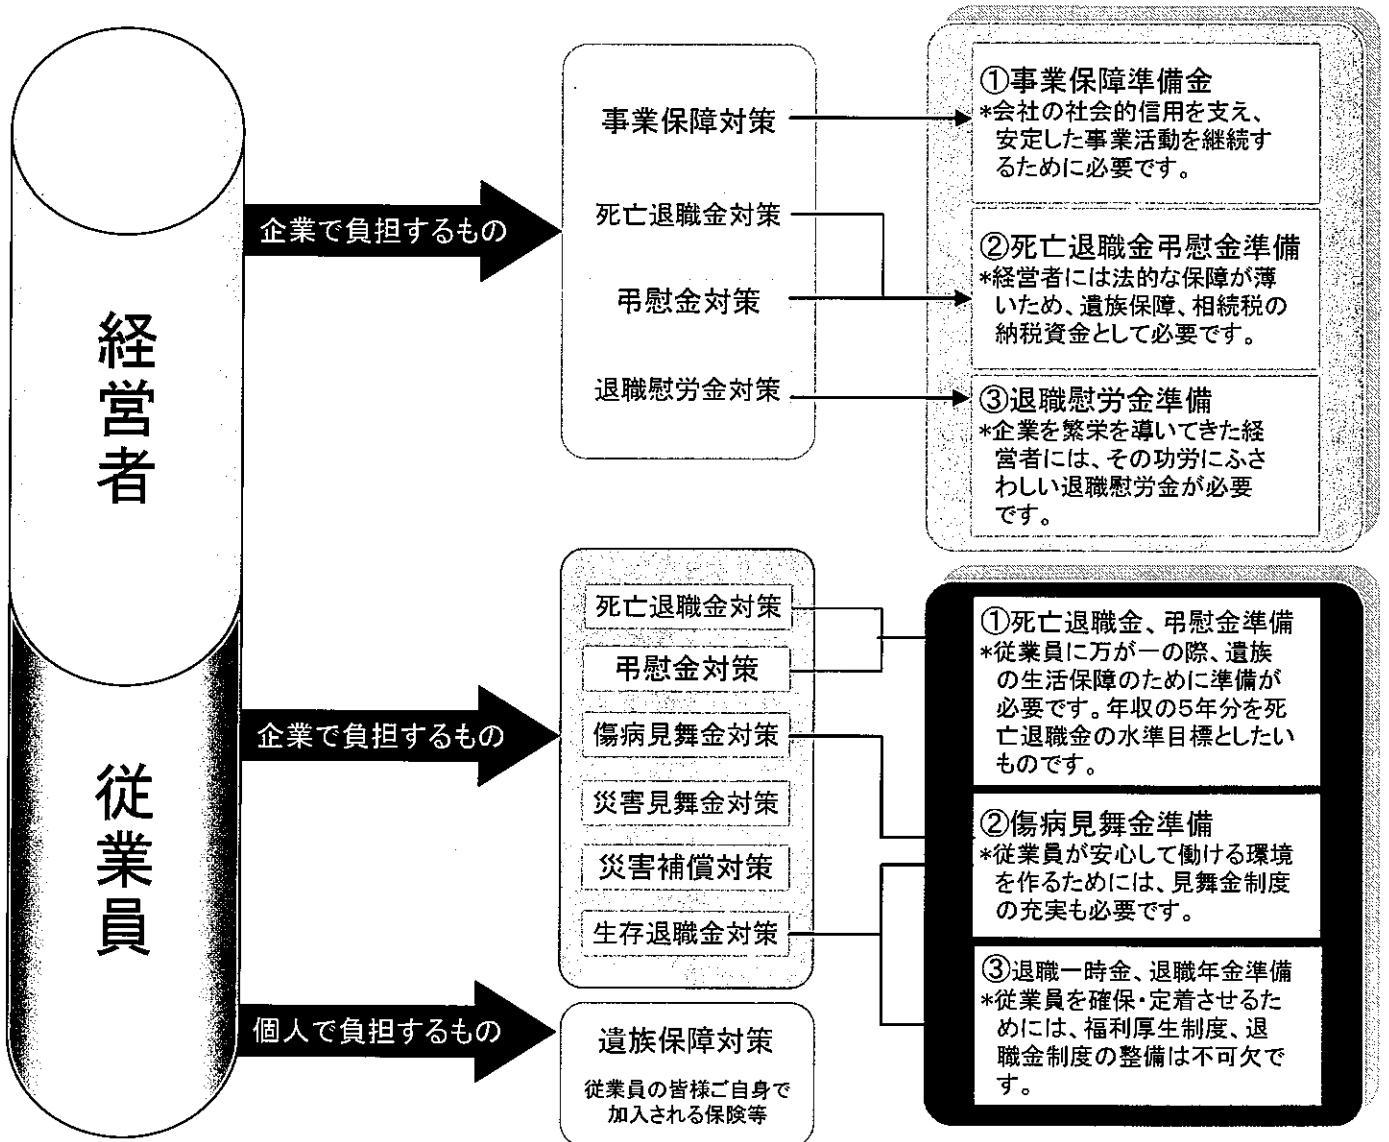 経営者
企業で負担するもの
事業保障対策
死亡退職金対策
弔慰金対策
退職慰労金対策
①事業保障準備金
*会社の社会的信用を支え、
安定した事業活動を継続す
るために必要です。
②死亡退職金弔慰金準備
*経営者には法的な保障が薄
いため、遺族保障、相続税の
納税資金として必要です。
③退職慰労金準備
*企業を繁栄を導いてきた経
営者には、その功労にふさ
わしい退職慰労金が必要
です。
従業員
企業で負担するもの
死亡退職金対策
弔慰金対策
傷病見舞金対策
災害見舞金対策
災害補償対策
生存退職金対策
①死亡退職金、弔慰金準備
*従業員に万が一の際、遺族
の生活保障のために準備が
必要です。年収の5年分を死
亡退職金の水準目標としたい
ものです。
②傷病見舞金準備
*従業員が安心して働ける環境
を作るためには、見舞金制度
の充実も必要です。
③退職一時金、退職年金準備
*従業員を確保・定着させるた
めには、福利厚生制度、退
職金制度の整備は不可欠で
す。
個人で負担するもの
遺族保障対策
従業員の皆様ご自身で
加入される保険等